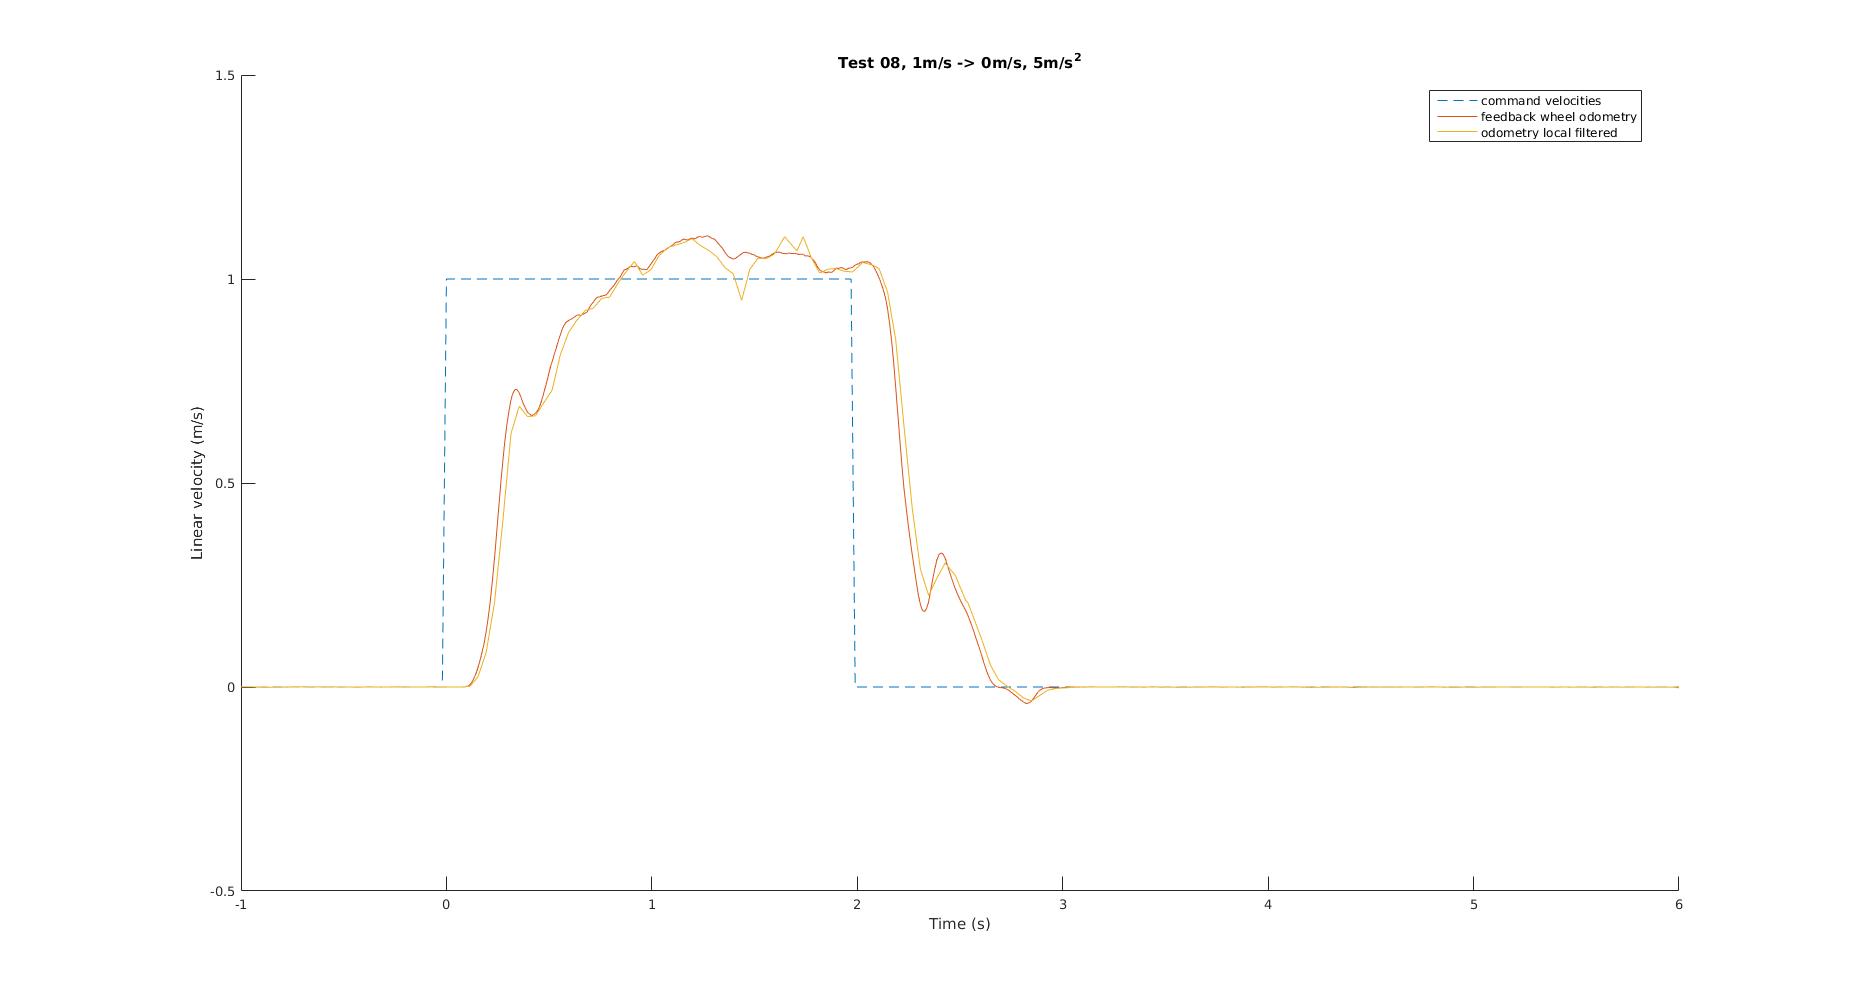 Test 08, 1m/s -> 0m/s, 5m/s²
1.5
command velocities
feedback wheel odometry
odometry local filtered
1
Linear velocity (m/s)
0.5
0
-0.5
-1 0 1 2 3 4 5 6
Time (s)